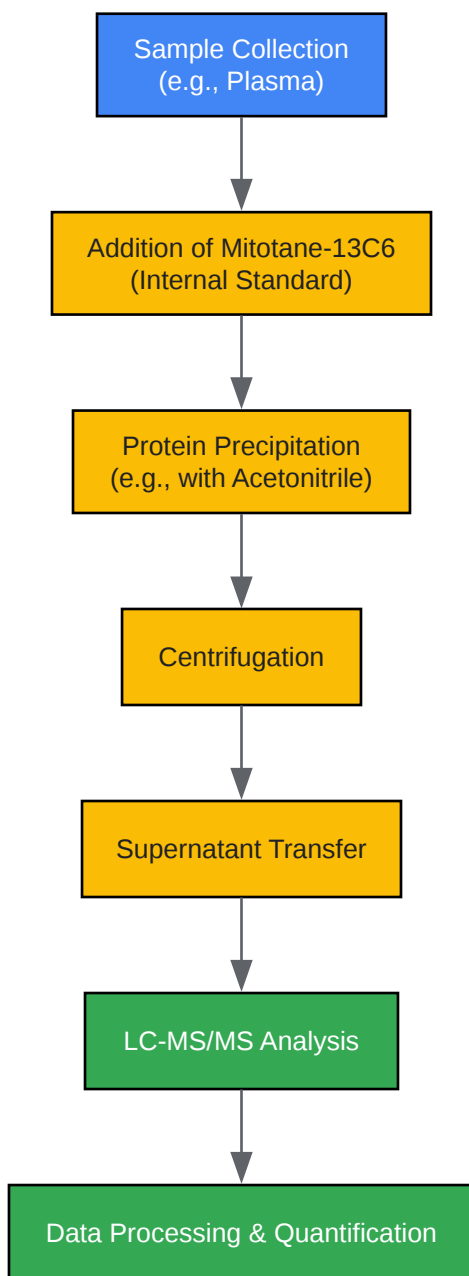 Sample Collection
(e.g., Plasma)
Addition of Mitotane-13C6
(Internal Standard)
Protein Precipitation
(e.g., with Acetonitrile)
Centrifugation
Supernatant Transfer
LC-MS/MS Analysis
Data Processing & Quantification